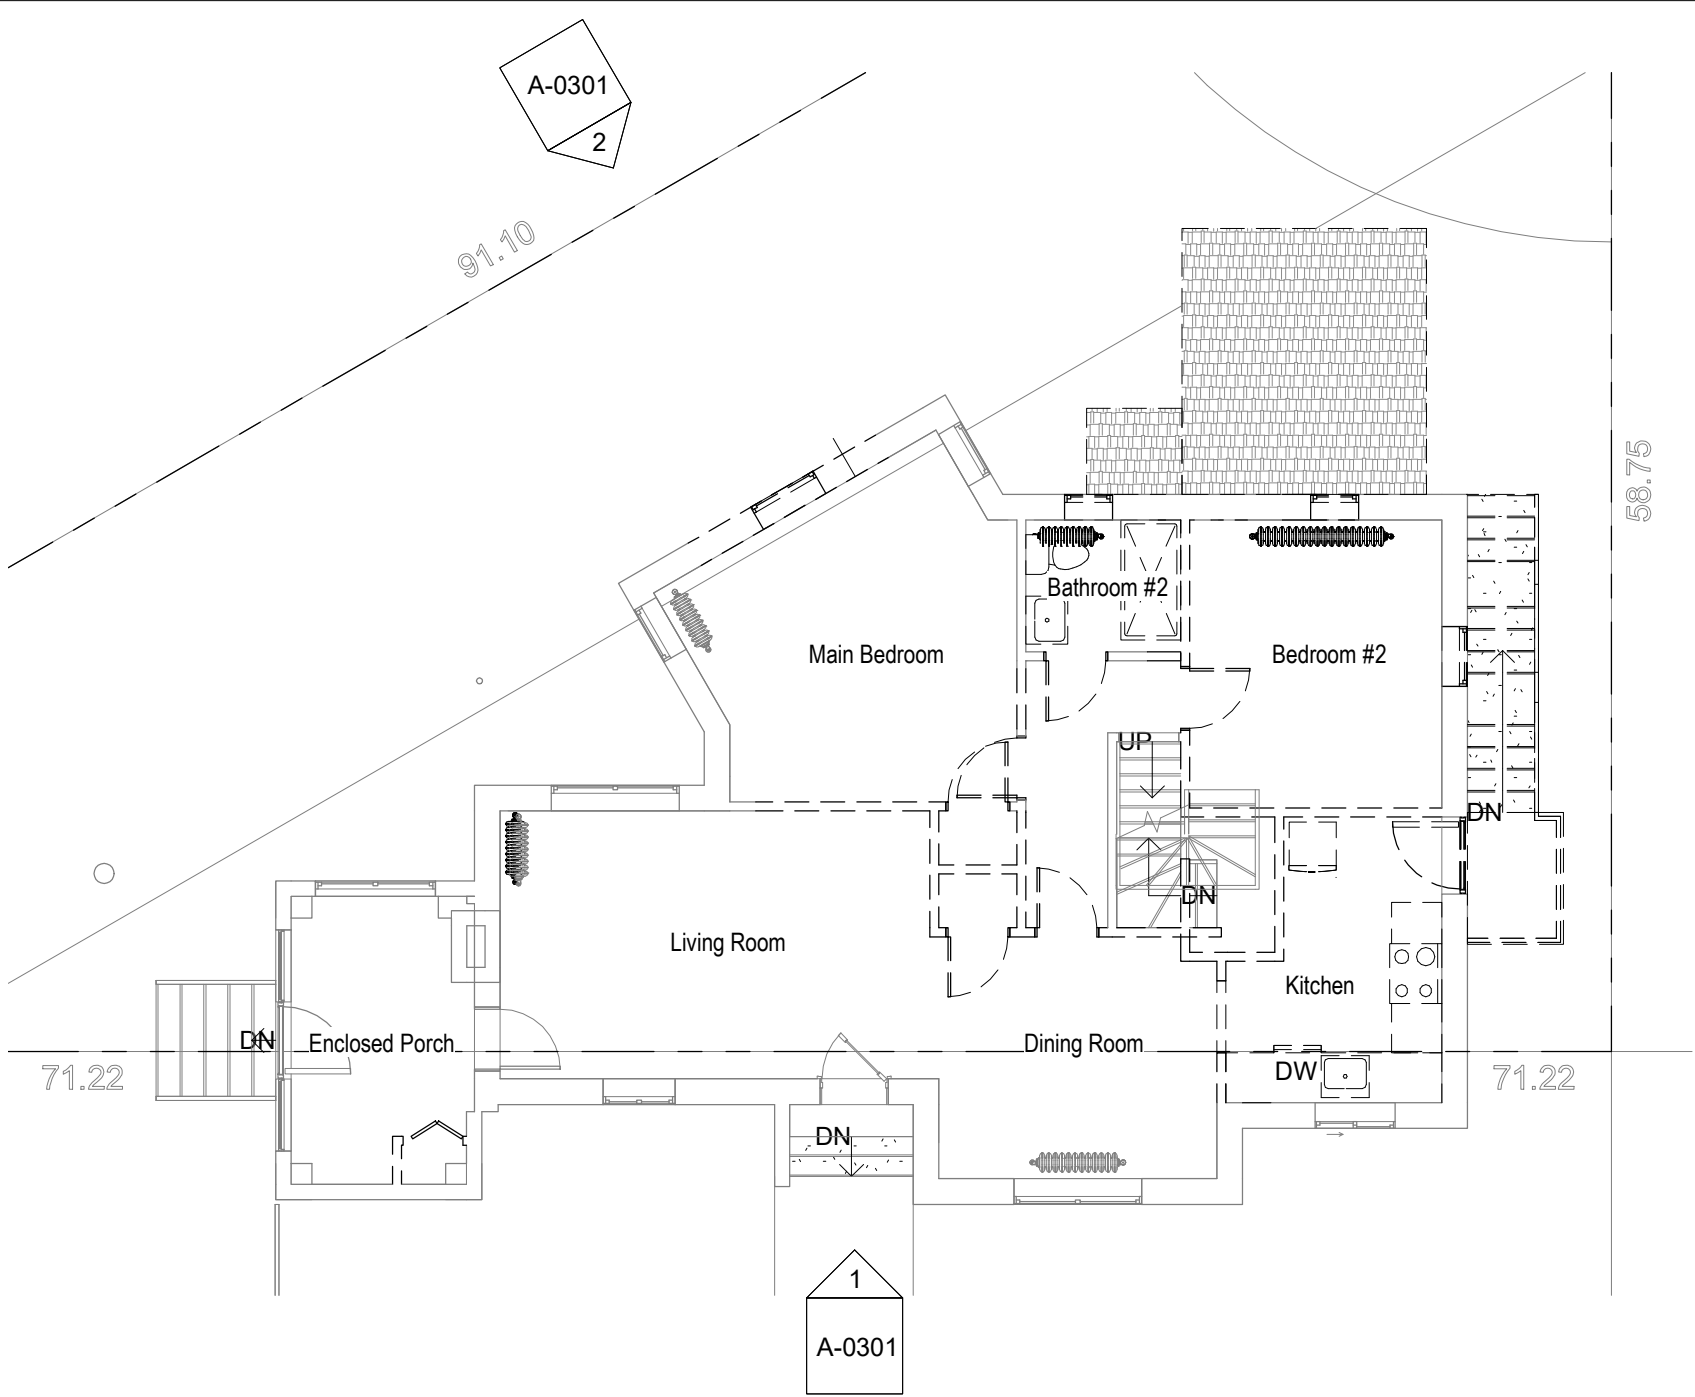 A-0301
2
91.10
58.75
Bathroom #2
Main Bedroom
Bedroom #2
UP
DN
DN
Living Room
Kitchen
DN
Enclosed Porch
Dining Room
71.22
DW
71.22
DN
1
A-0301